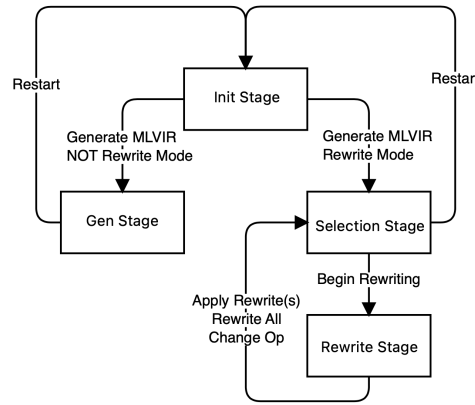 Restart
Restar
Init Stage
Generate MLVIR
NOT Rewrite Mode
Generate MLVIR
Rewrite Mode
Gen Stage
Selection Stage
Begin Rewriting
Apply Rewrite(s)
Rewrite All
Change Op
Rewrite Stage